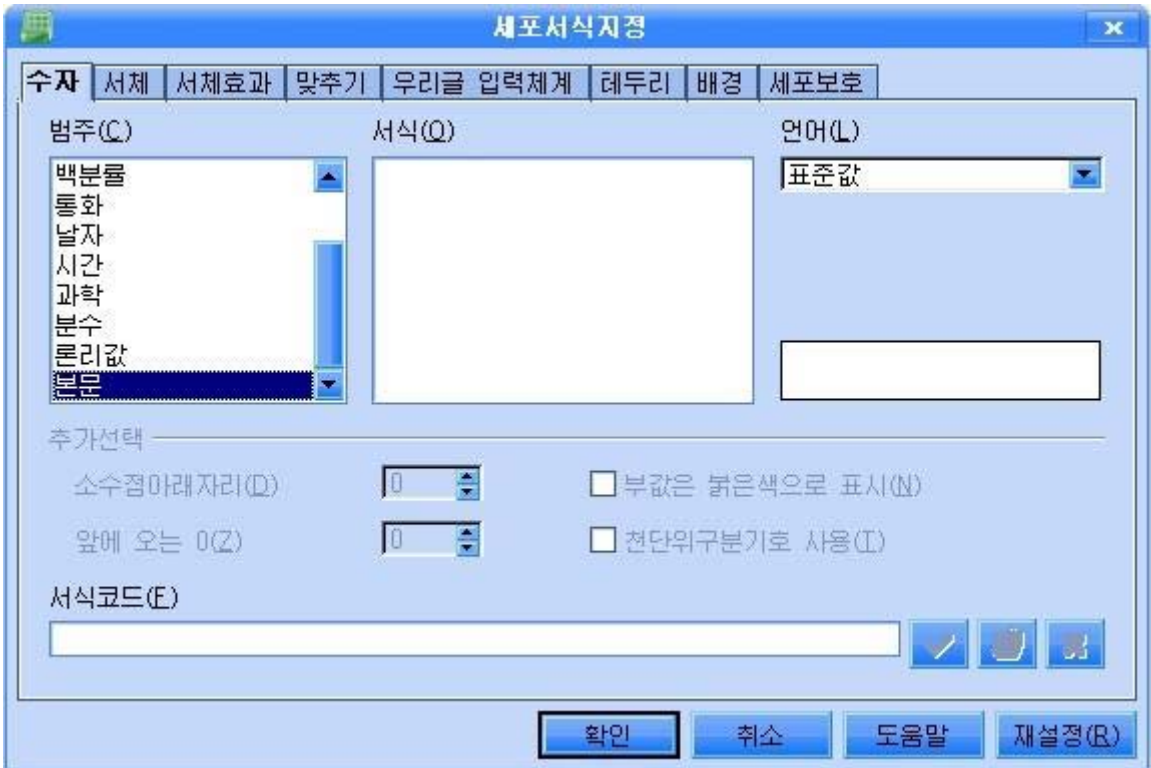 세포서식지정
수자 서체 서체효과 맞추기 우리글 입력체계 테두리 배경 세포보호
범주(C) 서식(O) 언어(L)
백분률 표준값
통화
날자
시간
과학
분수
론리값
본문
추가선택
소수점아래자리(D) 0 부값은 붉은색으로 표시(N)
앞에 오는 0(Z) 0 천단위구분기호 사용(T)
서식코드(F)
확인 취소 도움말 재설정(R)